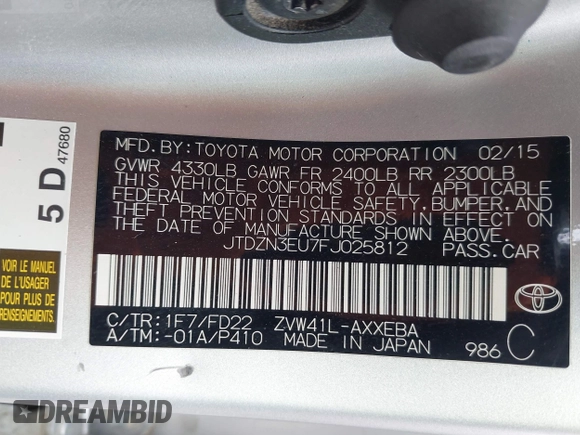 MFD. BY: TOYOTA MOTOR CORPORATION 02/15
GVWR 4330LB GAWR FR 2400LB RR 2300LB
THIS VEHICLE CONFORMS TO ALL APPLICABLE
FEDERAL MOTOR VEHICLE SAFETY, BUMPER, AND
THEFT PREVENTION STANDARDS IN EFFECT ON
THE DATE OF MANUFACTURE SHOWN ABOVE.
JTDZN3EU7FJ025812 PASS. CAR
C/TR: 1F7/FD22 ZVW41L-AXXEBA
A/TM: -01A/P410 MADE IN JAPAN 986 C
5 D 47680
VOIR LE MANUEL
DE L'USAGER
POUR PLUS DE
RENSEIGNEMENTS.
DREAMBID